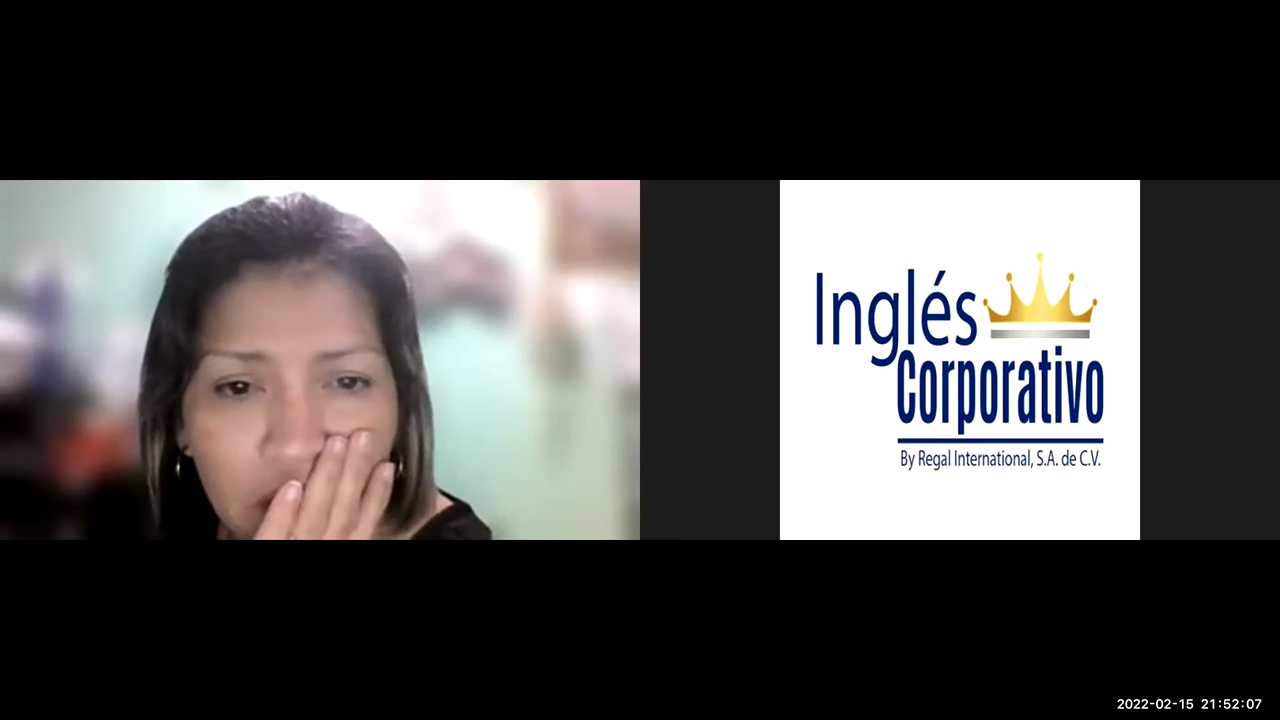 Inglés
Corporativo
By Regal International, S.A. de C.V.
2022-02-15 21:52:07